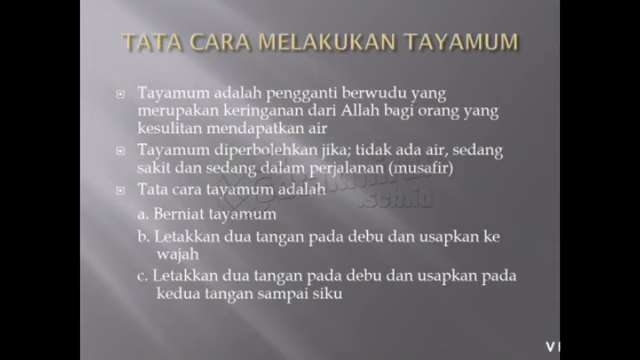 TATA CARA MELAKUKAN TAYAMUM
Tayamum adalah pengganti berwudu yang
merupakan keringanan dari Allah bagi orang yang
kesulitan mendapatkan air
Tayamum diperbolehkan jika; tidak ada air, sedang
sakit dan sedang dalam perjalanan (musafir)
Tata cara tayamum adalah
a. Berniat tayamum
b. Letakkan dua tangan pada debu dan usapkan ke
wajah
c. Letakkan dua tangan pada debu dan usapkan pada
kedua tangan sampai siku
.sch.id